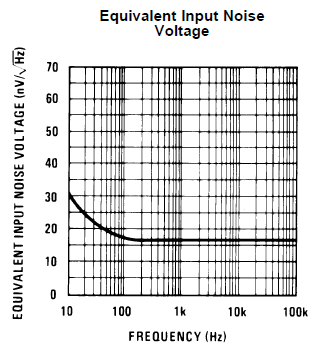 Equivalent Input Noise
Voltage
EQUIVALENT INPUT NOISE VOLTAGE (nV/√Hz)
70
60
50
40
30
20
10
0
10 100 1k 10k 100k
FREQUENCY (Hz)